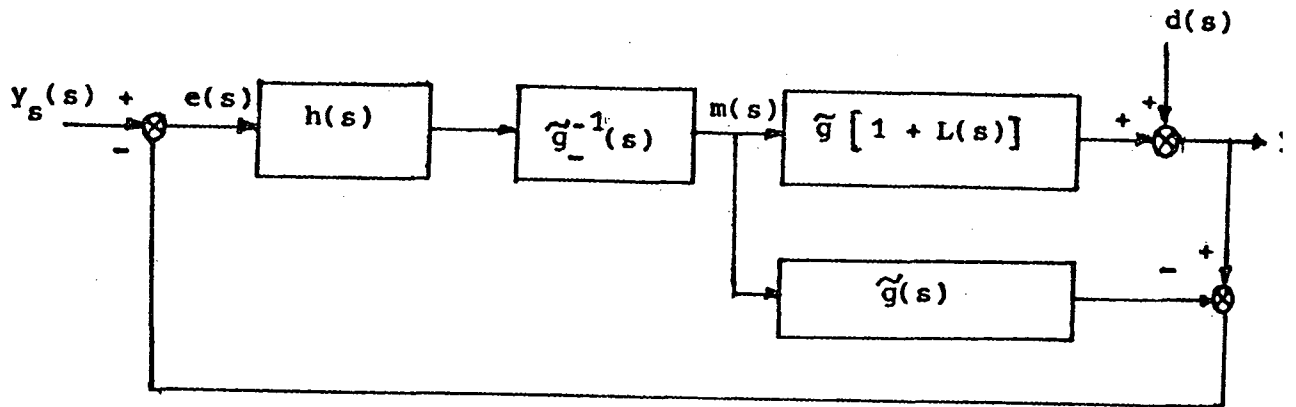 d(s)
y_s(s) + e(s) h(s) g̃_-^{-1}(s) m(s) g̃ [1 + L(s)] + +
-
- +
g̃(s)